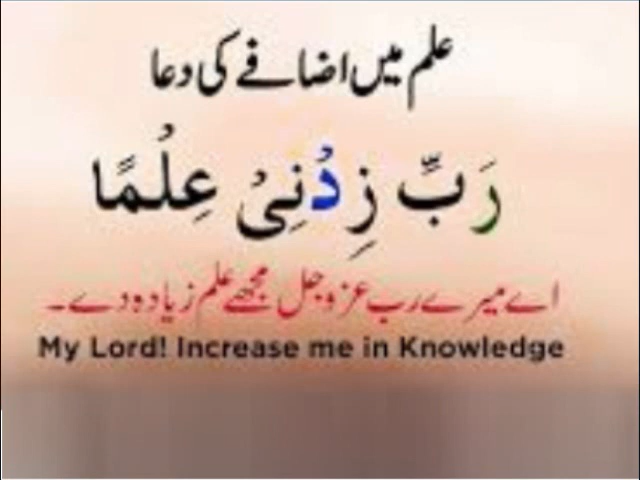 علم میں اضافے کی دعا
رَبِّ زِدْنِیْ عِلْمًا
اے میرے رب عزوجل مجھے علم زیادہ دے۔
My Lord! Increase me in Knowledge